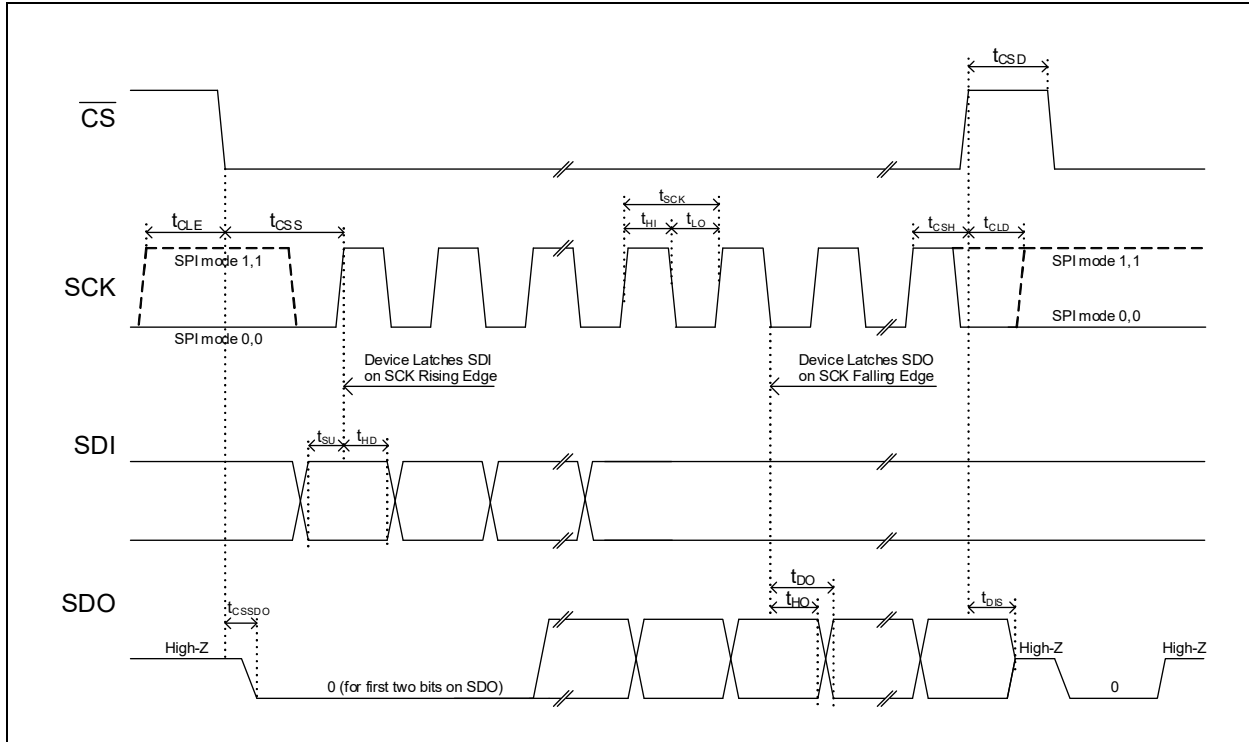 tCSD
CS
tCLE
tCSS
tSCK
tHI
tLO
tCSH
tCLD
SPI mode 1,1
SPI mode 1,1
SCK
SPI mode 0,0
SPI mode 0,0
Device Latches SDI
on SCK Rising Edge
Device Latches SDO
on SCK Falling Edge
SDI
tSU
tHD
SDO
tCSSDO
tDO
tHO
tDIS
High-Z
High-Z
High-Z
0 (for first two bits on SDO)
0